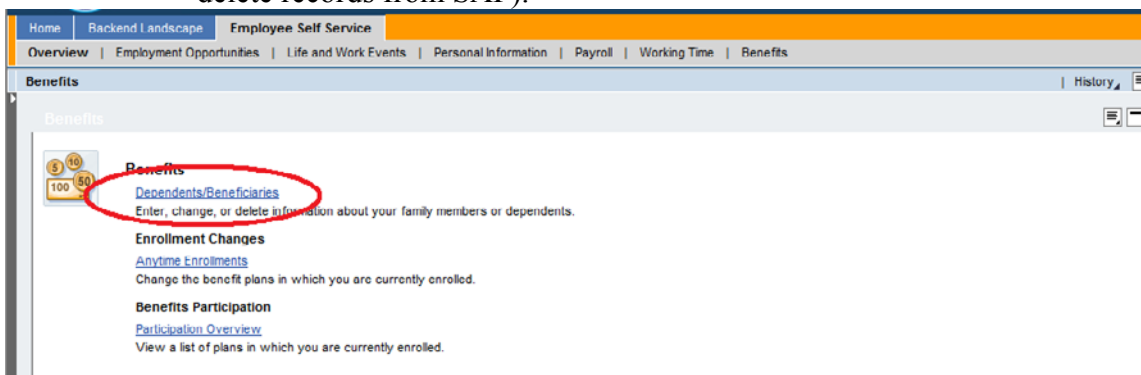 delete records from SAP).
Home Backend Landscape Employee Self Service
Overview | Employment Opportunities | Life and Work Events | Personal Information | Payroll | Working Time | Benefits
Benefits | History
Benefits
5 10
100 50
Benefits
Dependents/Beneficiaries
Enter, change, or delete information about your family members or dependents.
Enrollment Changes
Anytime Enrollments
Change the benefit plans in which you are currently enrolled.
Benefits Participation
Participation Overview
View a list of plans in which you are currently enrolled.